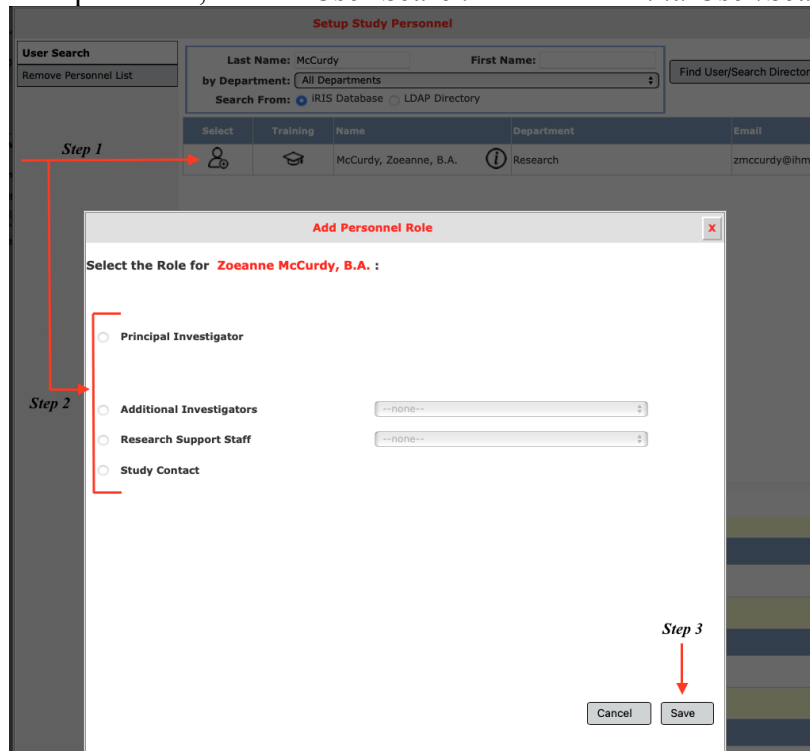 Setup Study Personnel
User Search
Remove Personnel List
Last Name: McCurdy First Name:
by Department: All Departments
Find User/Search Director
Search From: iRIS Database LDAP Directory
Select Training Name Department Email
Step 1
McCurdy, Zoeanne, B.A. i Research zmccurdy@ihm
Add Personnel Role X
Select the Role for Zoeanne McCurdy, B.A. :
Principal Investigator
Step 2
Additional Investigators --none--
Research Support Staff --none--
Study Contact
Step 3
Cancel Save